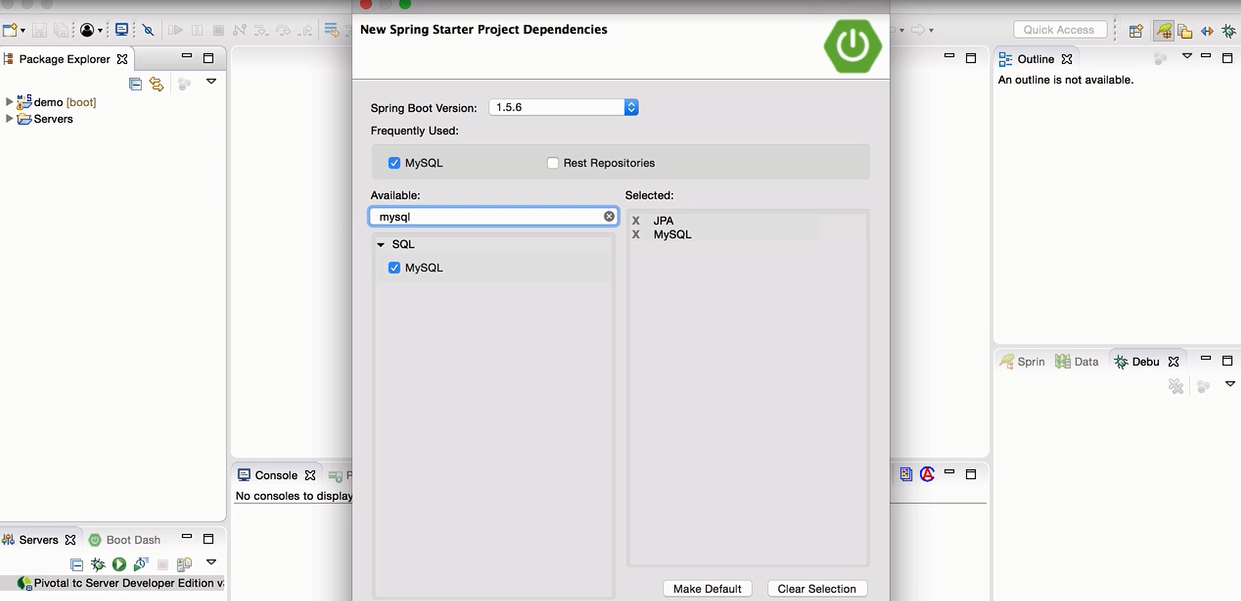 New Spring Starter Project Dependencies
Quick Access
Package Explorer
demo [boot]
Servers
Spring Boot Version: 1.5.6
Frequently Used:
MySQL Rest Repositories
Available: Selected:
mysql
SQL
MySQL
X JPA
X MySQL
Make Default Clear Selection
Outline
An outline is not available.
Sprin Data Debu
Console P
No consoles to display
Servers Boot Dash
Pivotal tc Server Developer Edition v